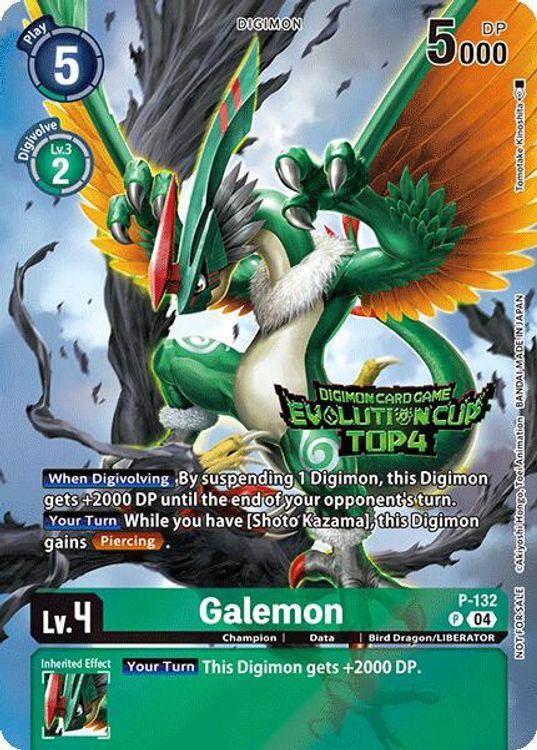 DIGIMON
Play
5
DP
5000
Digivolve
Lv.3
2
Tomotake Kinoshita
DIGIMON CARD GAME
EVOLUTION CUP
TOP4
When Digivolving By suspending 1 Digimon, this Digimon
gets +2000 DP until the end of your opponent's turn.
Your Turn While you have [Shoto Kazama], this Digimon
gains Piercing.
©Akiyoshi Hongo, Toei Animation BANDAI, MADE IN JAPAN
NOT FOR SALE
Lv.4
Galemon
P-132
P 04
Champion | Data | Bird Dragon/LIBERATOR
Inherited Effect
Your Turn This Digimon gets +2000 DP.